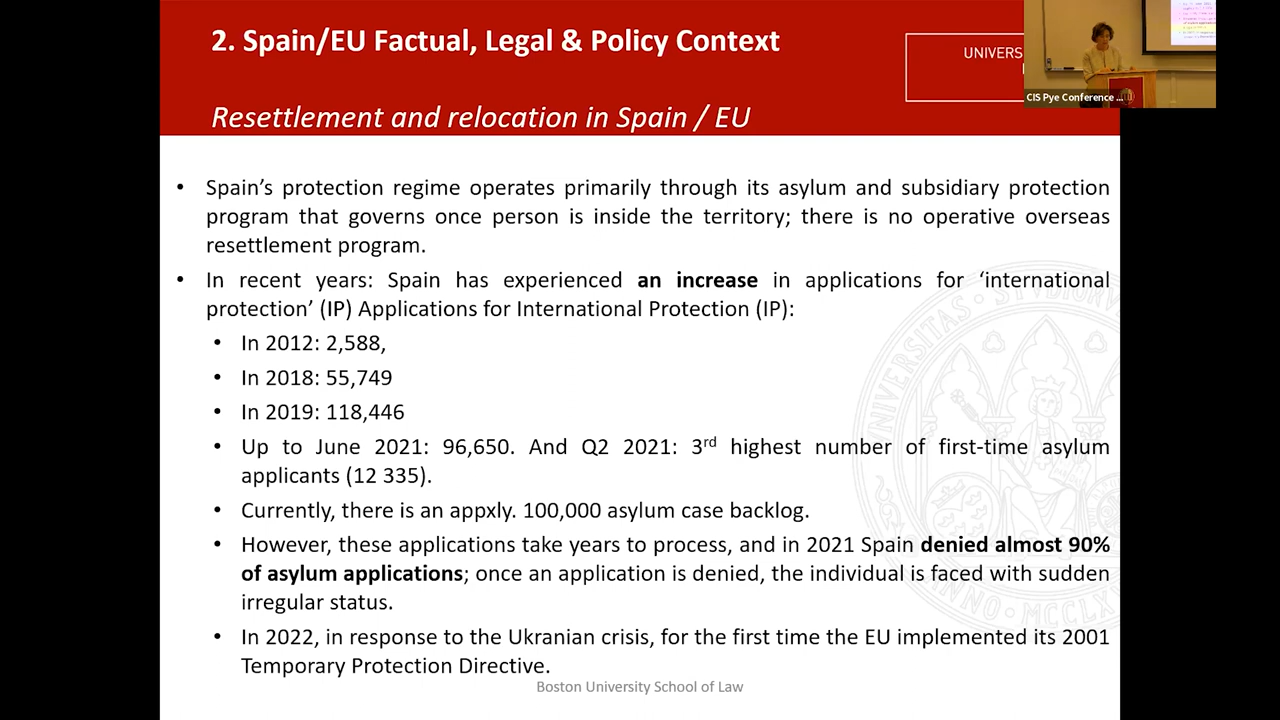 2. Spain/EU Factual, Legal & Policy Context
UNIVERS
Resettlement and relocation in Spain / EU
CIS Pye Conference ...
• Spain's protection regime operates primarily through its asylum and subsidiary protection
program that governs once person is inside the territory; there is no operative overseas
resettlement program.
• In recent years: Spain has experienced an increase in applications for 'international
protection' (IP) Applications for International Protection (IP):
• In 2012: 2,588,
• In 2018: 55,749
• In 2019: 118,446
• Up to June 2021: 96,650. And Q2 2021: 3rd highest number of first-time asylum
applicants (12 335).
• Currently, there is an appxly. 100,000 asylum case backlog.
• However, these applications take years to process, and in 2021 Spain denied almost 90%
of asylum applications; once an application is denied, the individual is faced with sudden
irregular status.
• In 2022, in response to the Ukranian crisis, for the first time the EU implemented its 2001
Temporary Protection Directive.
Boston University School of Law